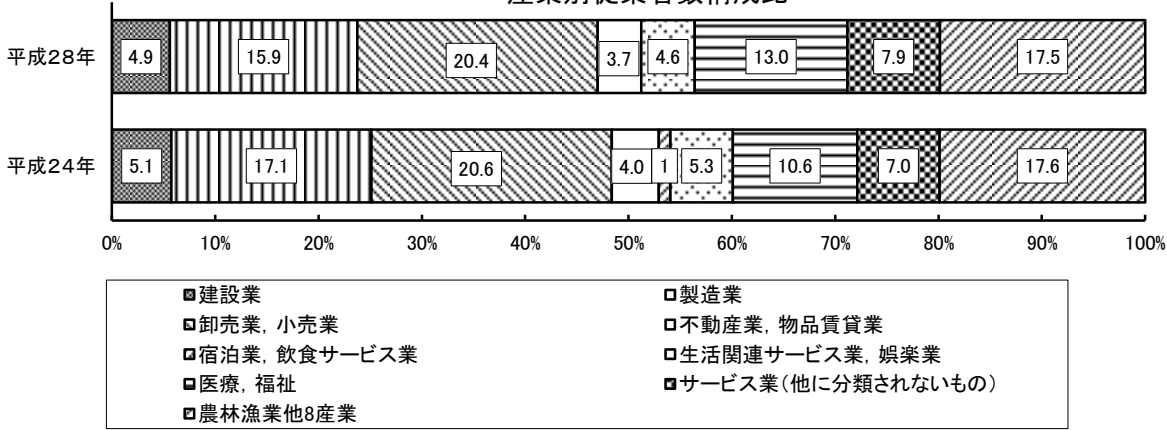 産業別従業者数構成比
平成28年 4.9 15.9 20.4 3.7 4.6 13.0 7.9 17.5
平成24年 5.1 17.1 20.6 4.0 1 5.3 10.6 7.0 17.6
0% 10% 20% 30% 40% 50% 60% 70% 80% 90% 100%
建設業 製造業
卸売業，小売業 不動産業，物品賃貸業
宿泊業，飲食サービス業 生活関連サービス業，娯楽業
医療，福祉 サービス業（他に分類されないもの）
農林漁業他8産業